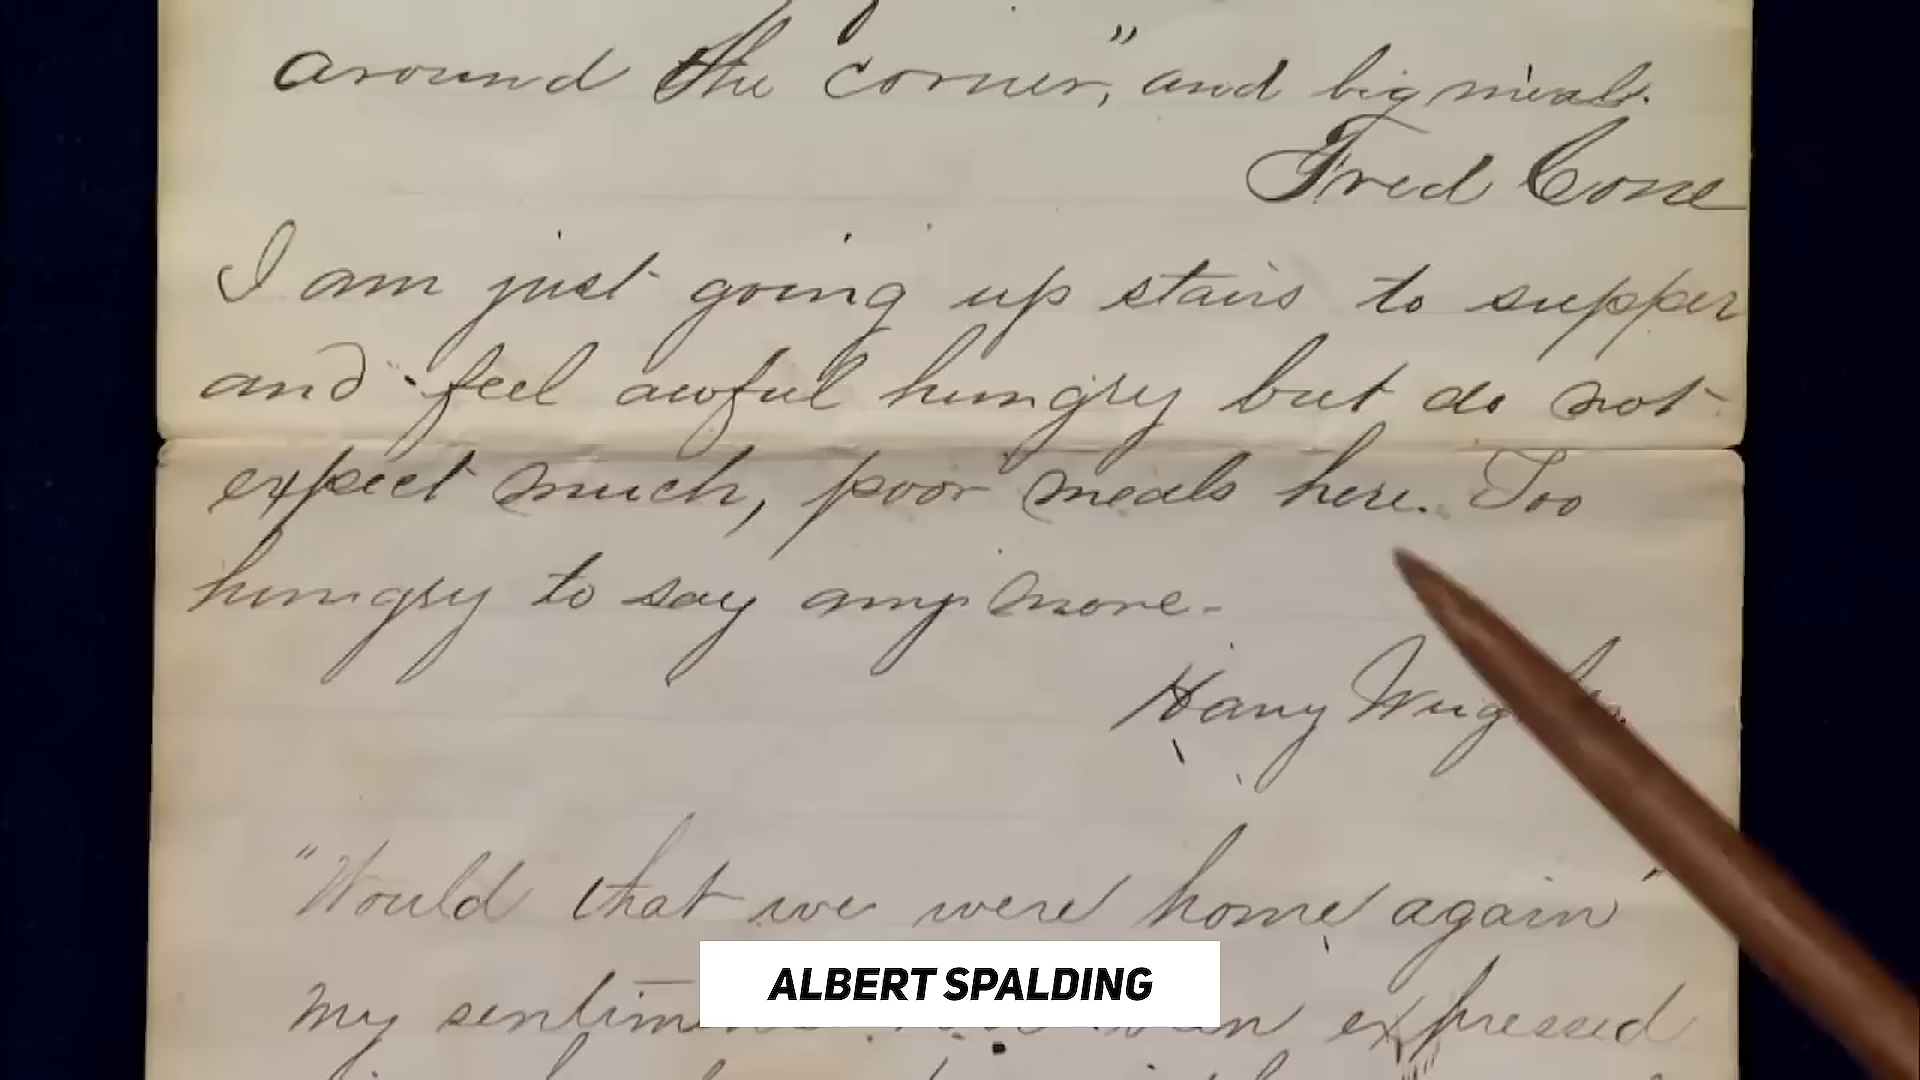 around the corner," and big meals.
Fred Cone
I am just going up stairs to supper
and feel awful hungry but do not
expect much, poor meals here. Too
hungry to say any more.
Harry
"Would that we were home again"
ALBERT SPALDING
my expressed